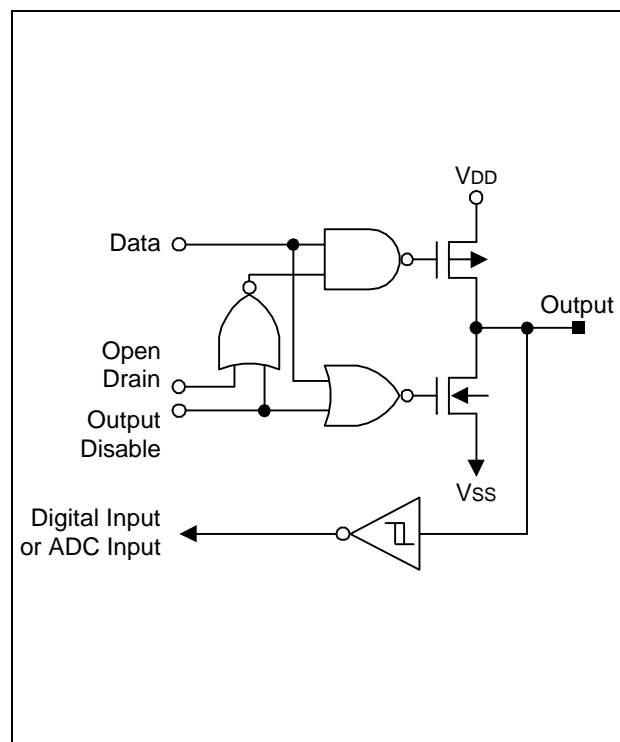 VDD
Data
Output
Open
Drain
Output
Disable
VSS
Digital Input
or ADC Input